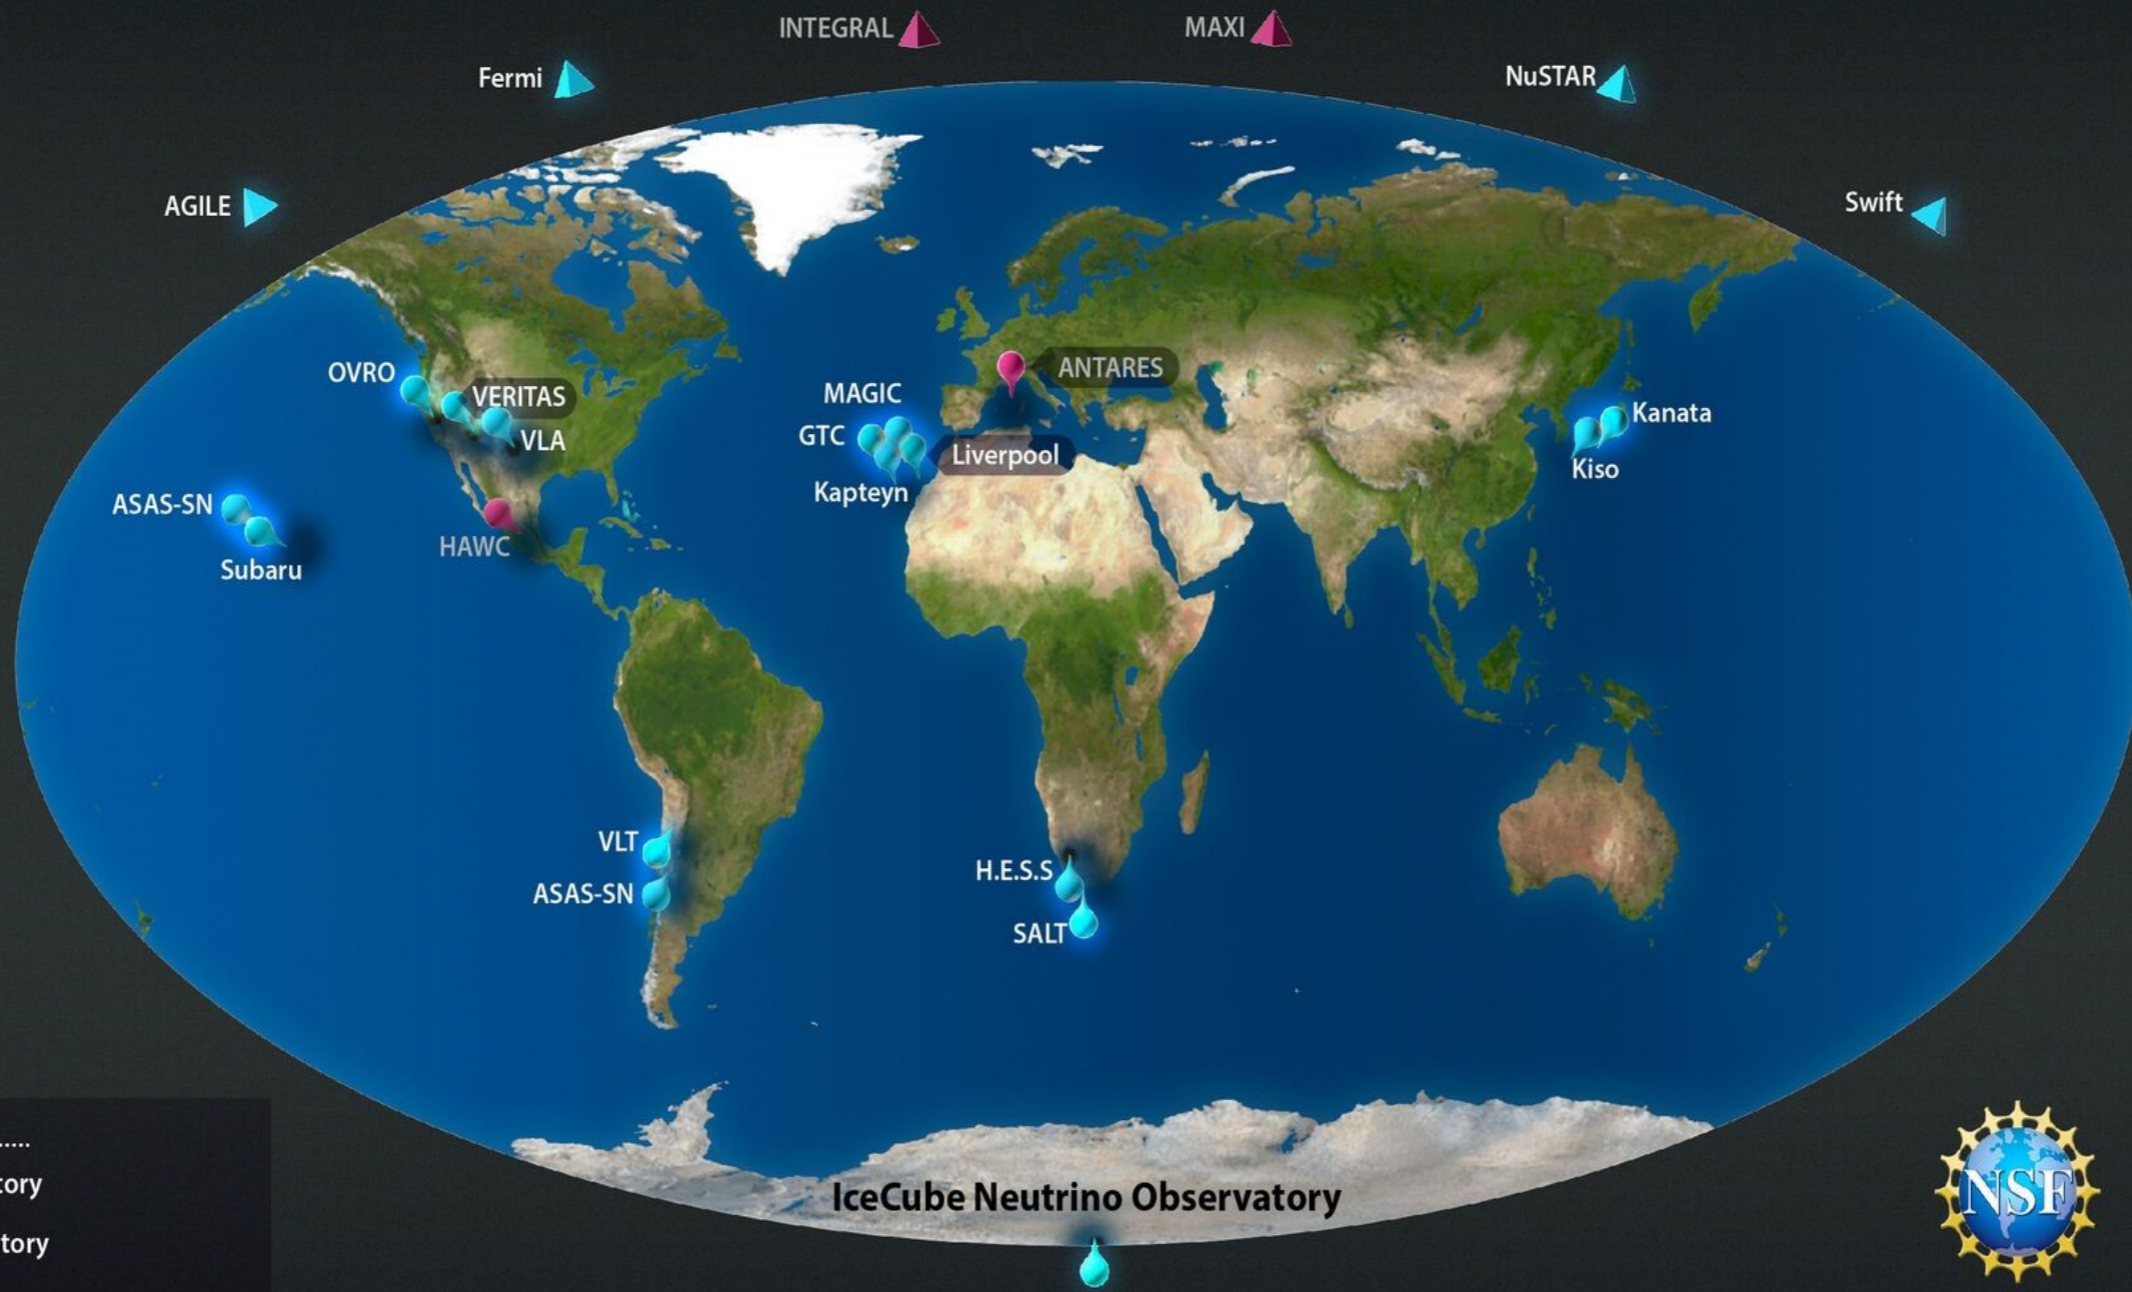 INTEGRAL
MAXI
Fermi
NuSTAR
AGILE
Swift
OVRO
VERITAS
VLA
MAGIC
GTC
Kapteyn
Liverpool
ANTARES
Kanata
Kiso
ASAS-SN
Subaru
HAWC
VLT
ASAS-SN
H.E.S.S
SALT
.....
tory
tory
IceCube Neutrino Observatory
NSF